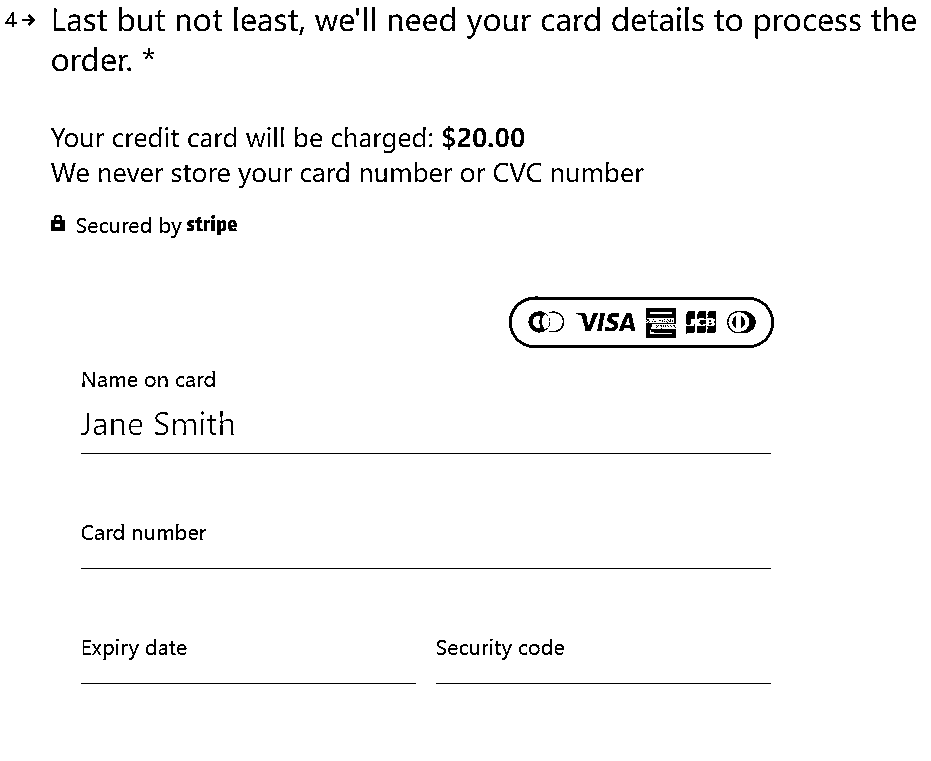 4→ Last but not least, we'll need your card details to process the
order. *
Your credit card will be charged: $20.00
We never store your card number or CVC number
Secured by stripe
VISA JCB
Name on card
Jane Smith
Card number
Expiry date Security code